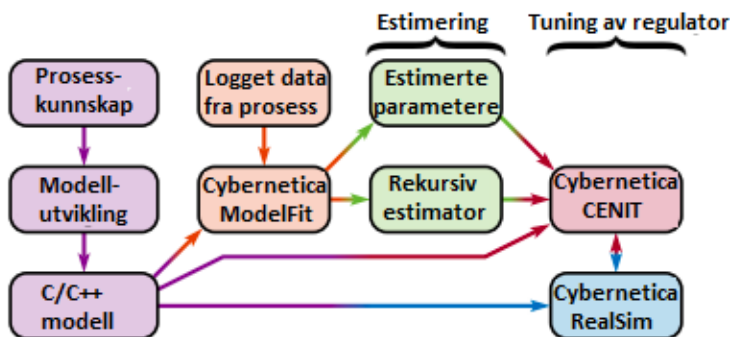 Estimering
Tuning av regulator
Prosess-
kunnskap
Logget data
fra prosess
Estimerte
parametere
Modell-
utvikling
Cybernetica
ModelFit
Rekursiv
estimator
Cybernetica
CENIT
C/C++
modell
Cybernetica
RealSim